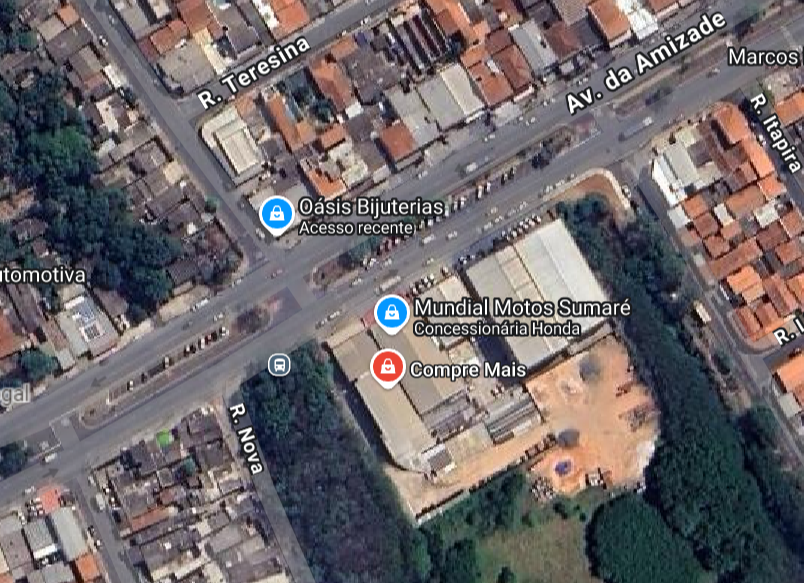 R. Teresina
Av. da Amizade
Marcos
R. Itapira
Oásis Bijuterias
Acesso recente
utomotiva
Mundial Motos Sumaré
Concessionária Honda
Compre Mais
R. I
gal
R. Nova